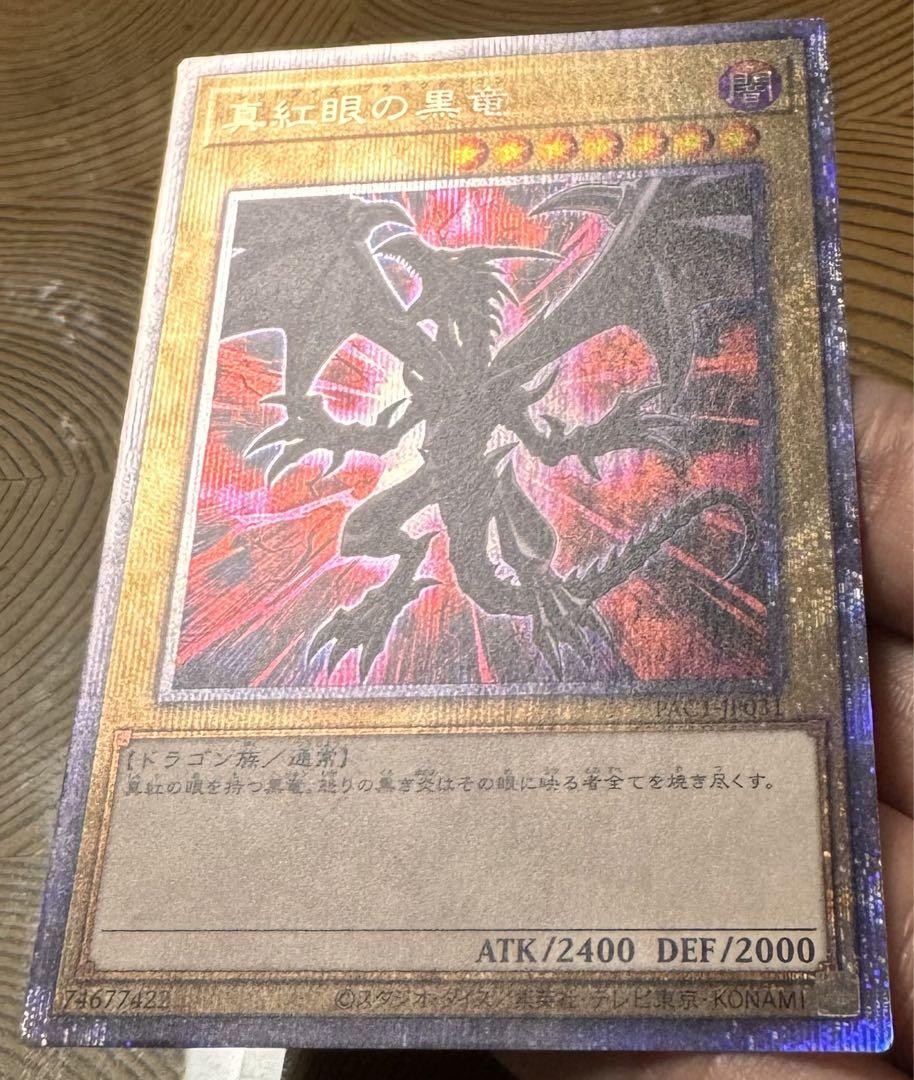 真紅眼の黒竜
闇
PAC1-JP031
【ドラゴン族/通常】
真紅の眼を持つ黒竜。怒りの黒き炎はその眼に映る者全てを焼き尽くす。
ATK/2400 DEF/2000
74677422
©スタジオ・ダイス/集英社・テレビ東京・KONAMI